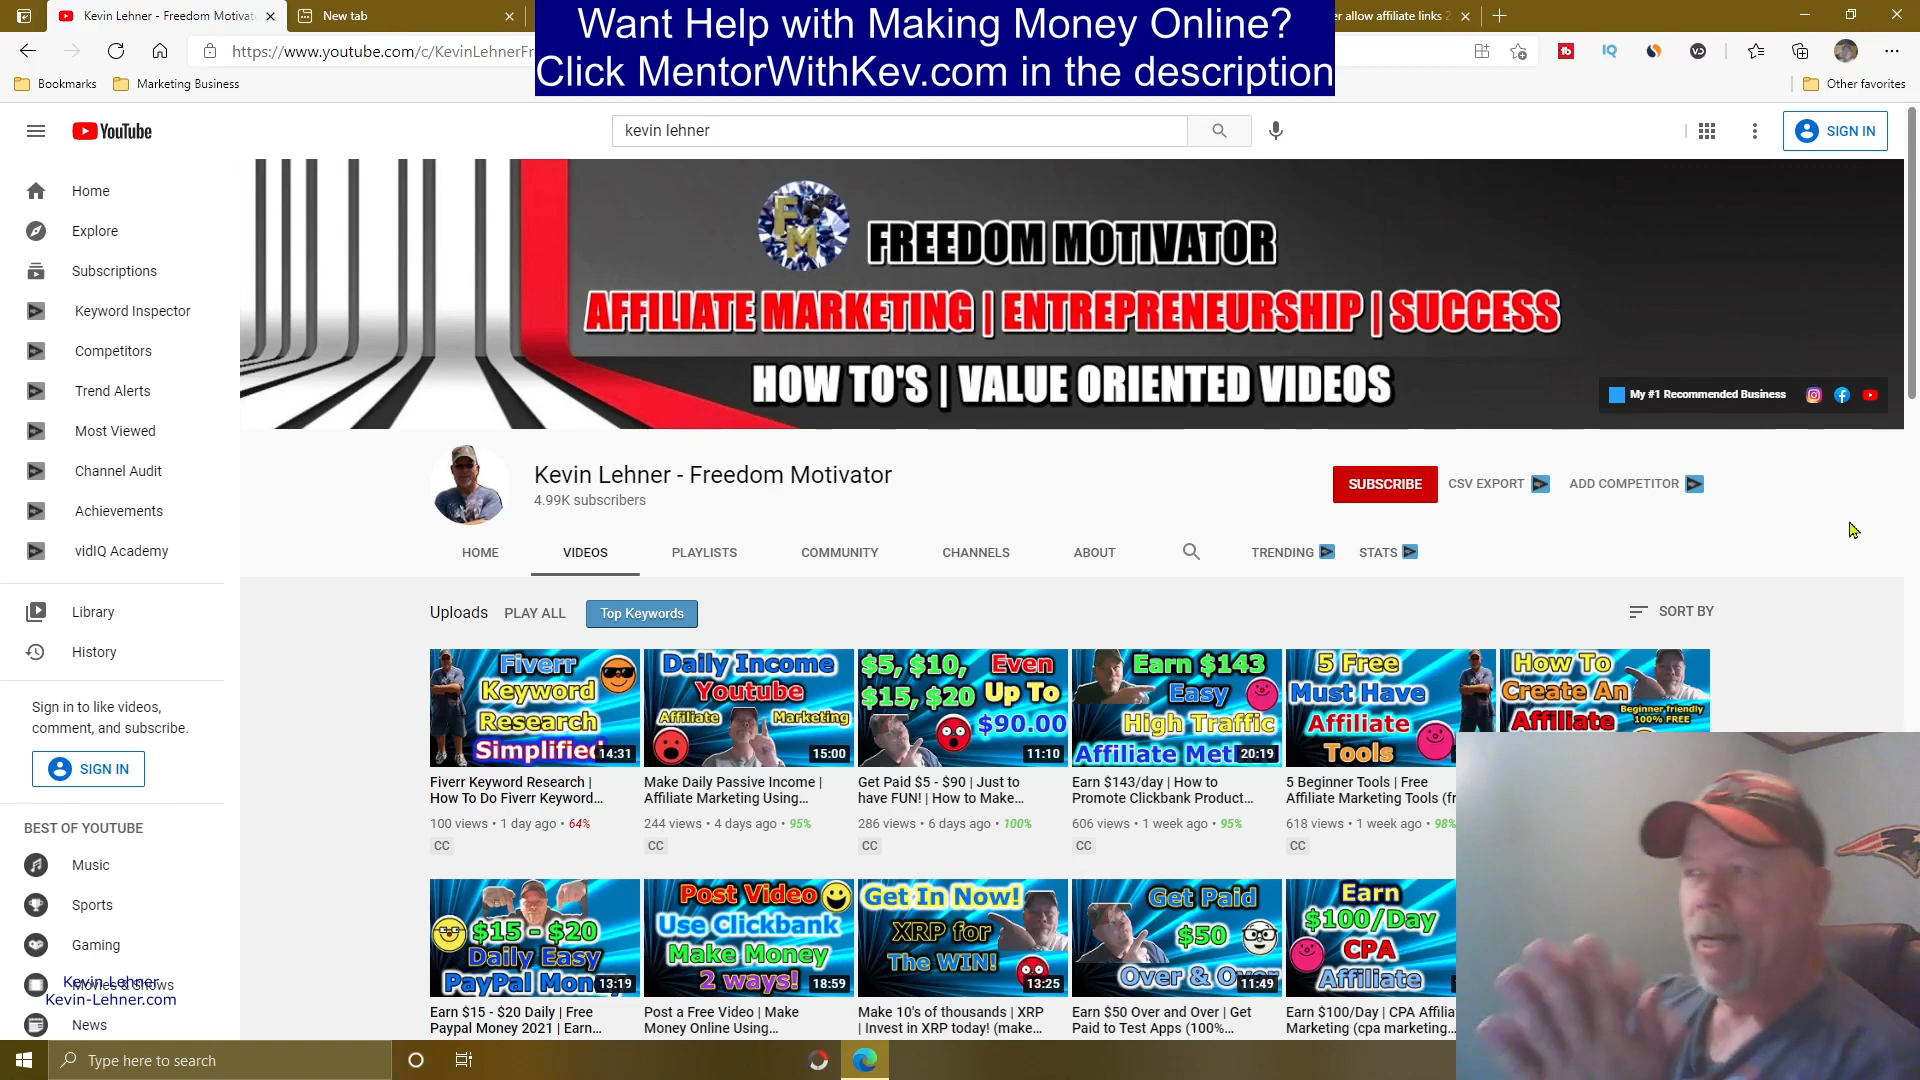 Kevin Lehner - Freedom Motivat
New tab
Want Help with Making Money Online?
er allow affiliate links 2
https://www.youtube.com/c/KevinLehnerFr
Click MentorWithKev.com in the description
Bookmarks
Marketing Business
Other favorites
YouTube
kevin lehner
SIGN IN
Home
Explore
Subscriptions
Keyword Inspector
Competitors
Trend Alerts
Most Viewed
Channel Audit
Achievements
vidIQ Academy
Library
History
Sign in to like videos,
comment, and subscribe.
SIGN IN
BEST OF YOUTUBE
Music
Sports
Gaming
Movies & Shows
Kevin Lehner
Kevin-Lehner.com
News
FM
FREEDOM MOTIVATOR
AFFILIATE MARKETING | ENTREPRENEURSHIP | SUCCESS
HOW TO'S | VALUE ORIENTED VIDEOS
My #1 Recommended Business
Kevin Lehner - Freedom Motivator
4.99K subscribers
SUBSCRIBE
CSV EXPORT
ADD COMPETITOR
HOME
VIDEOS
PLAYLISTS
COMMUNITY
CHANNELS
ABOUT
TRENDING
STATS
Uploads
PLAY ALL
Top Keywords
SORT BY
Fiverr
Keyword
Research
Simplified
14:31
Fiverr Keyword Research |
How To Do Fiverr Keyword...
100 views • 1 day ago • 64%
CC
Daily Income
Youtube
Affiliate Marketing
15:00
Make Daily Passive Income |
Affiliate Marketing Using...
244 views • 4 days ago • 95%
CC
$5, $10, Even
$15, $20 Up To
$90.00
11:10
Get Paid $5 - $90 | Just to
have FUN! | How to Make...
286 views • 6 days ago • 100%
CC
Earn $143
Easy
High Traffic
Affiliate Met
20:19
Earn $143/day | How to
Promote Clickbank Product...
606 views • 1 week ago • 95%
CC
5 Free
Must Have
Affiliate
Tools
5 Beginner Tools | Free
Affiliate Marketing Tools (fr
618 views • 1 week ago • 98%
CC
How To
Create An
Affiliate
Beginner friendly
100% FREE
$15 - $20
Daily Easy
PayPal Mon
13:19
Earn $15 - $20 Daily | Free
Paypal Money 2021 | Earn...
Post Video
Use Clickbank
Make Money
2 ways!
18:59
Post a Free Video | Make
Money Online Using...
Get In Now!
XRP for
The WIN!
13:25
Make 10's of thousands | XRP
| Invest in XRP today! (make...
Get Paid
$50
Over & Over
11:49
Earn $50 Over and Over | Get
Paid to Test Apps (100%...
Earn
$100/Day
CPA
Affiliate
Earn $100/Day | CPA Affilia
Marketing (cpa marketing...
Type here to search